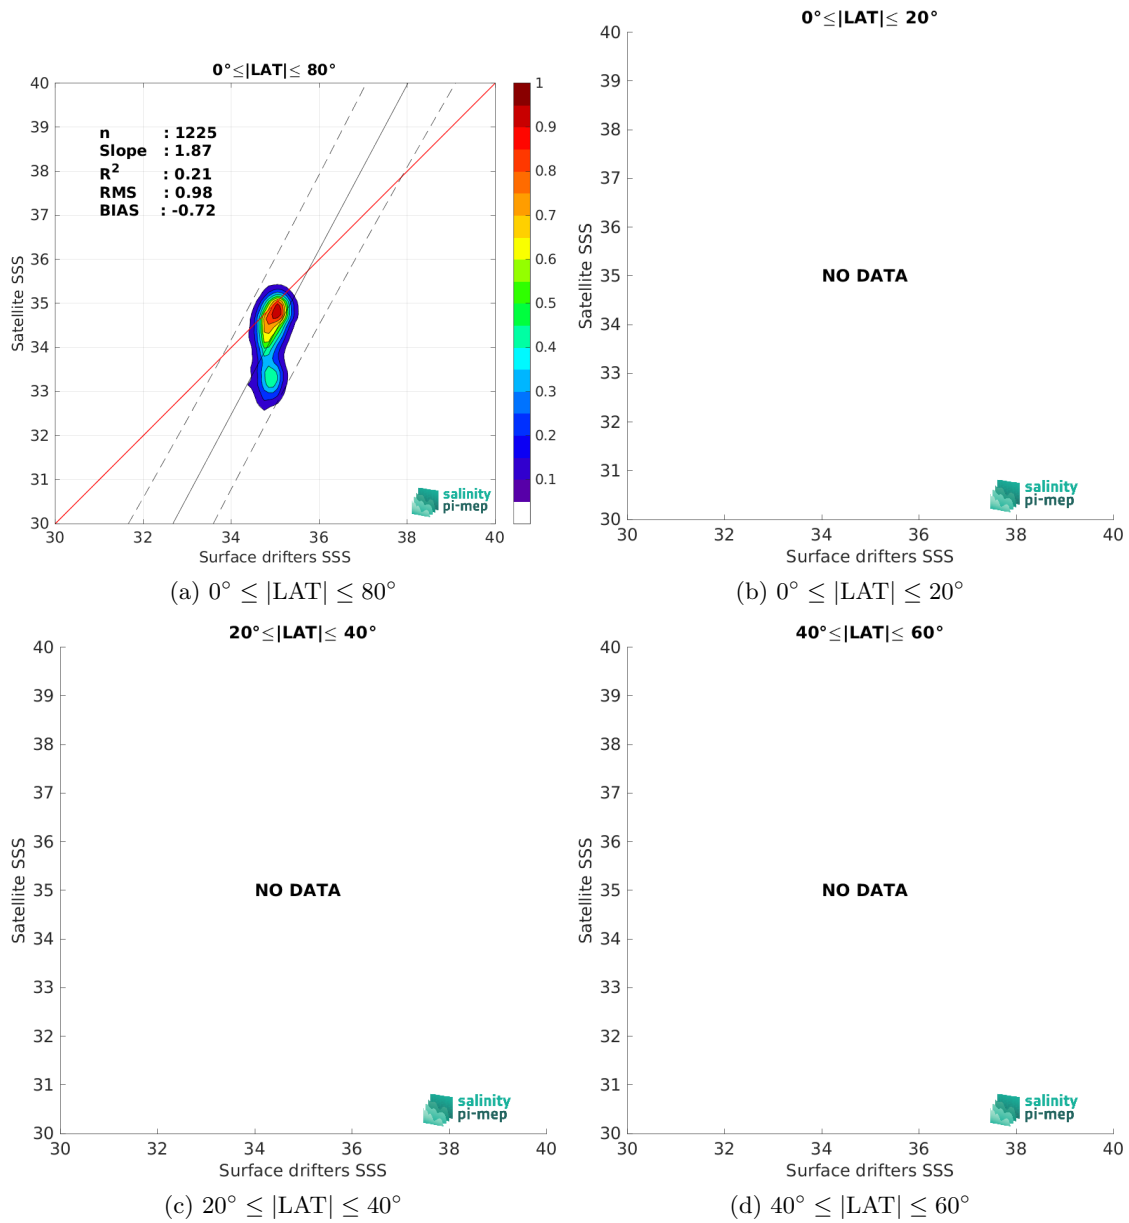 0°≤|LAT|≤ 80°
40
39
38
37
36
35
34
33
32
31
30
Satellite SSS
n : 1225
Slope : 1.87
R² : 0.21
RMS : 0.98
BIAS : -0.72
1
0.9
0.8
0.7
0.6
0.5
0.4
0.3
0.2
0.1
salinity
pi-mep
30 32 34 36 38 40
Surface drifters SSS
(a) 0° ≤ |LAT| ≤ 80°
0°≤|LAT|≤ 20°
40
39
38
37
36
35
34
33
32
31
30
Satellite SSS
NO DATA
salinity
pi-mep
30 32 34 36 38 40
Surface drifters SSS
(b) 0° ≤ |LAT| ≤ 20°
20°≤|LAT|≤ 40°
40
39
38
37
36
35
34
33
32
31
30
Satellite SSS
NO DATA
salinity
pi-mep
30 32 34 36 38 40
Surface drifters SSS
(c) 20° ≤ |LAT| ≤ 40°
40°≤|LAT|≤ 60°
40
39
38
37
36
35
34
33
32
31
30
Satellite SSS
NO DATA
salinity
pi-mep
30 32 34 36 38 40
Surface drifters SSS
(d) 40° ≤ |LAT| ≤ 60°